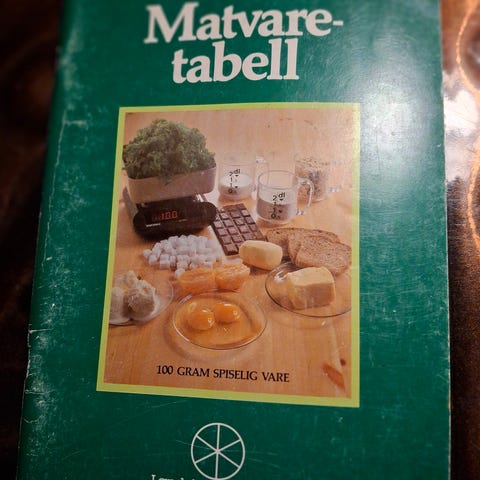 Matvare-
tabell
100 GRAM SPISELIG VARE